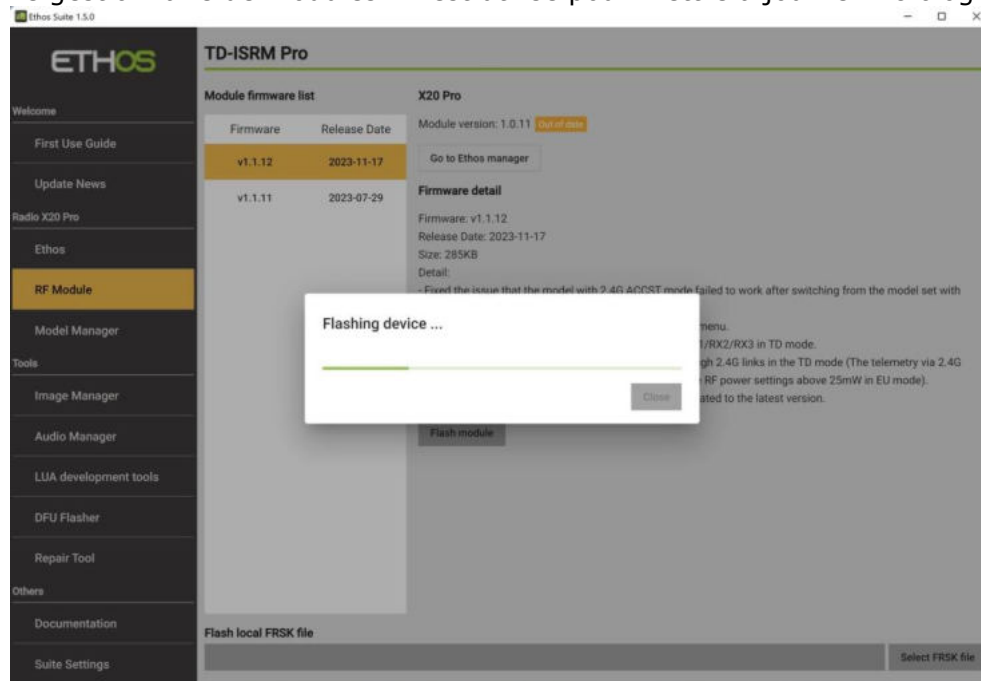 Ethos Suite 1.5.0
ETHOS
Welcome
First Use Guide
Update News
Radio X20 Pro
Ethos
RF Module
Model Manager
Tools
Image Manager
Audio Manager
LUA development tools
DFU Flasher
Repair Tool
Others
Documentation
Suite Settings
TD-ISRM Pro
Module firmware list
Firmware Release Date
v1.1.12 2023-11-17
v1.1.11 2023-07-29
X20 Pro
Module version: 1.0.11 Out of date
Go to Ethos manager
Firmware detail
Firmware: v1.1.12
Release Date: 2023-11-17
Size: 285KB
Detail:
- Fixed the issue that the model with 2.4G ACCST mode failed to work after switching from the model set with
menu.
1/RX2/RX3 in TD mode.
gh 2.4G links in the TD mode (The telemetry via 2.4G
RF power settings above 25mW in EU mode).
ated to the latest version.
Flashing device ...
Close
Flash module
Flash local FRSK file
Select FRSK file